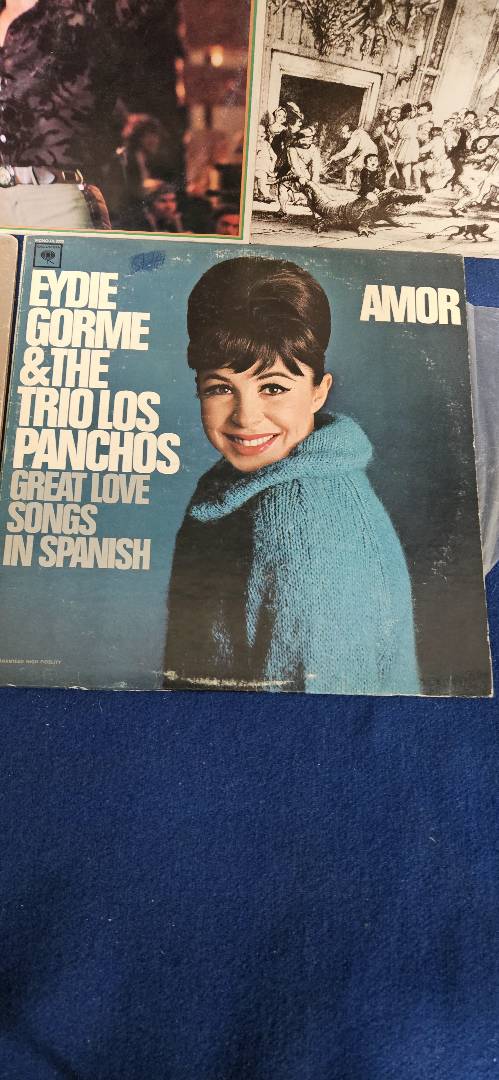 EYDIE
GORME
& THE
TRIO LOS
PANCHOS
GREAT LOVE
SONGS
IN SPANISH
AMOR